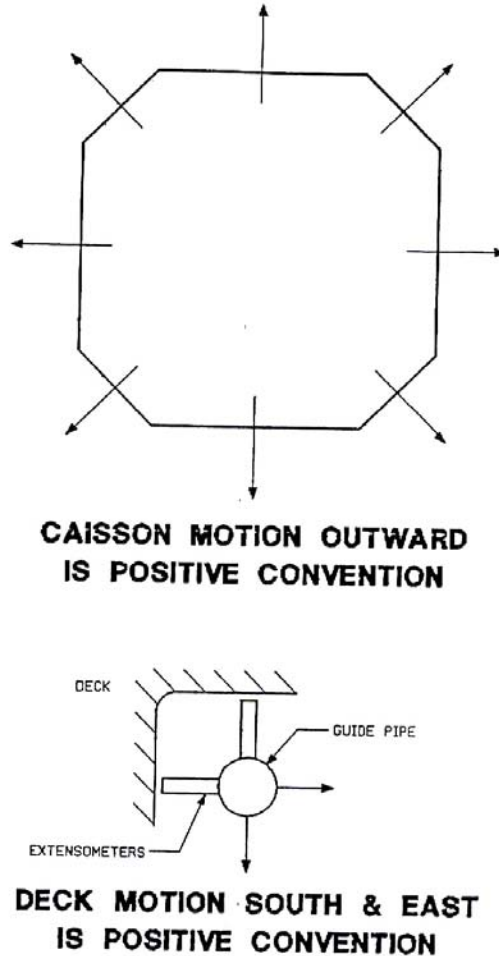 CAISSON MOTION OUTWARD
IS POSITIVE CONVENTION
DECK
GUIDE PIPE
EXTENSOMETERS
DECK MOTION SOUTH & EAST
IS POSITIVE CONVENTION